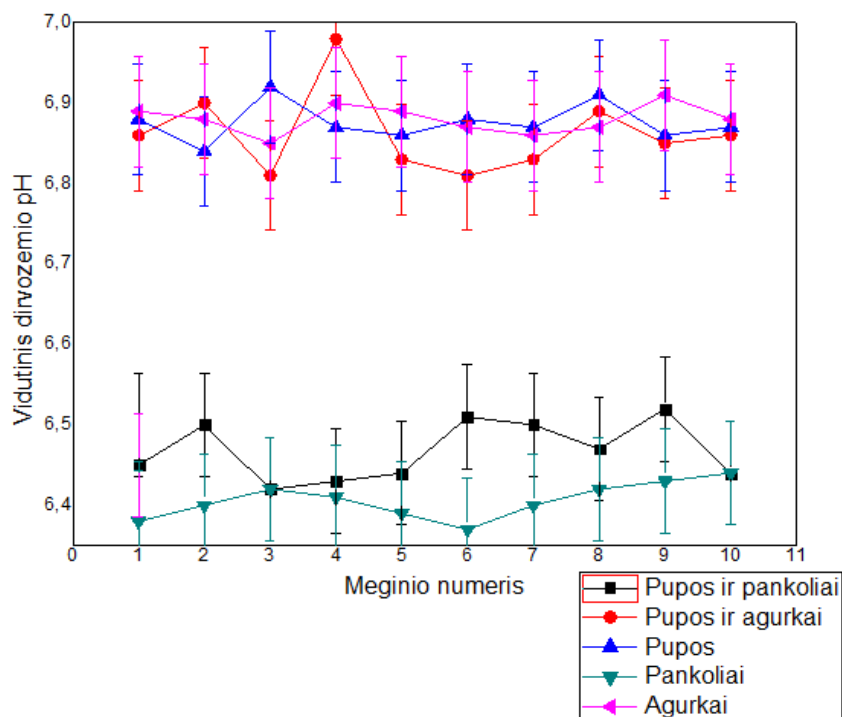 7,0
6,9
6,8
6,7
6,6
6,5
6,4
Vidutinis dirvozemio pH
0 1 2 3 4 5 6 7 8 9 10 11
Meginio numeris
Pupos ir pankoliai
Pupos ir agurkai
Pupos
Pankoliai
Agurkai